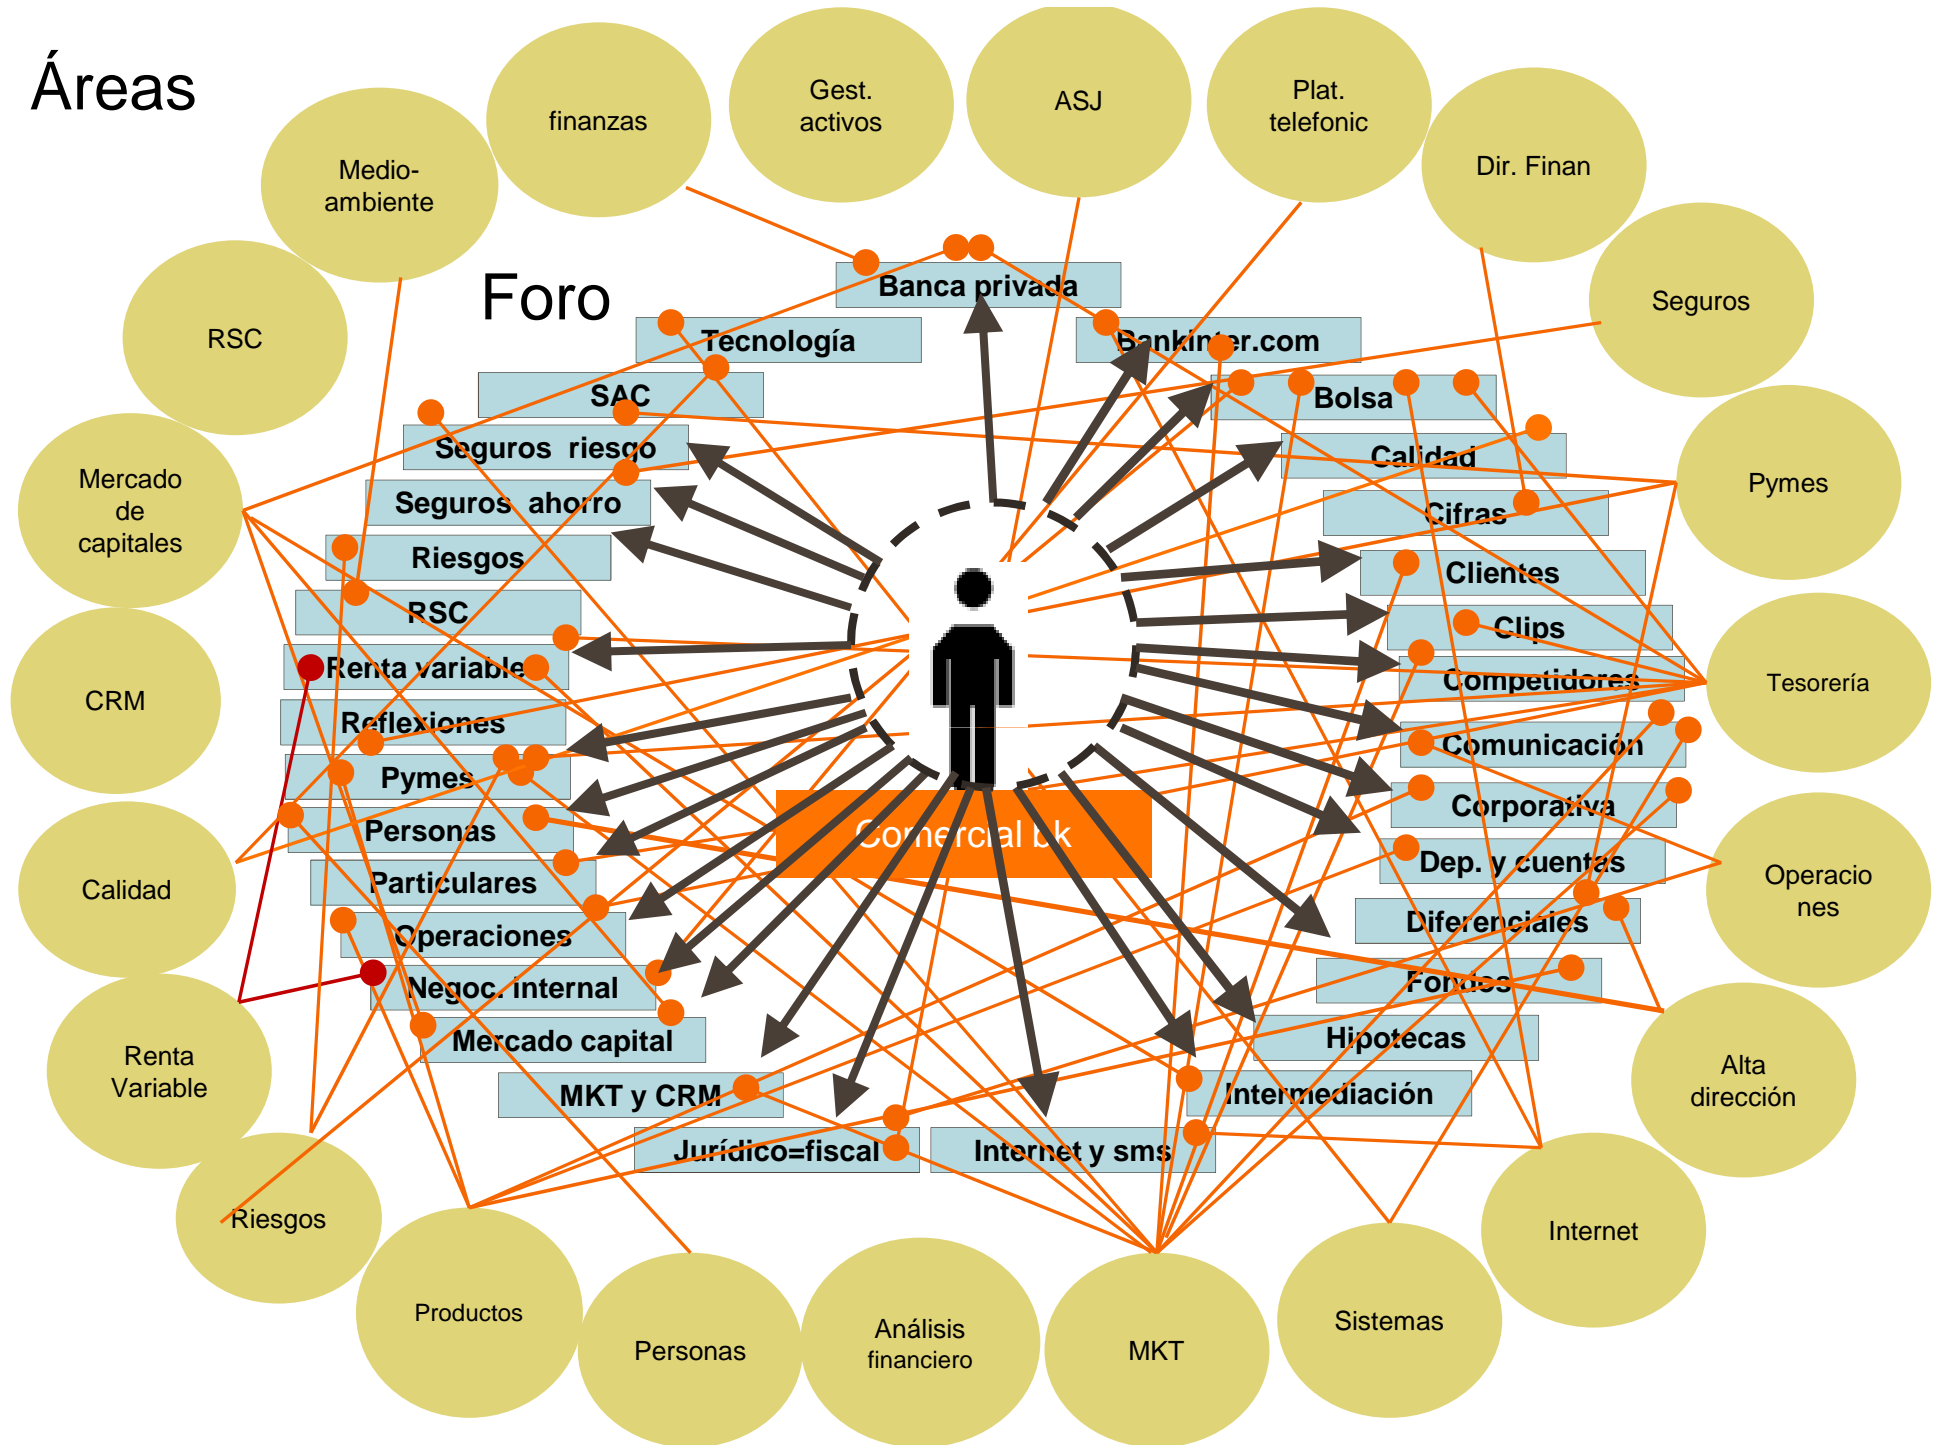 Áreas
Foro
finanzas
Gest.
activos
ASJ
Plat.
telefonic
Dir. Finan
Seguros
Pymes
Tesorería
Operacio
nes
Alta
dirección
Internet
Sistemas
MKT
Análisis
financiero
Personas
Productos
Riesgos
Renta
Variable
Calidad
CRM
Mercado
de
capitales
RSC
Medio-
ambiente
Banca privada
Bankinter.com
Bolsa
Calidad
Cifras
Clientes
Clips
Competidores
Comunicación
Corporativa
Dep. y cuentas
Diferenciales
Fondos
Hipotecas
Intermediación
Internet y sms
Jurídico=fiscal
MKT y CRM
Mercado capital
Negoc. internal
Operaciones
Particulares
Personas
Pymes
Reflexiones
Renta variable
RSC
Riesgos
Seguros ahorro
Seguros riesgo
SAC
Tecnología
Comercial bk